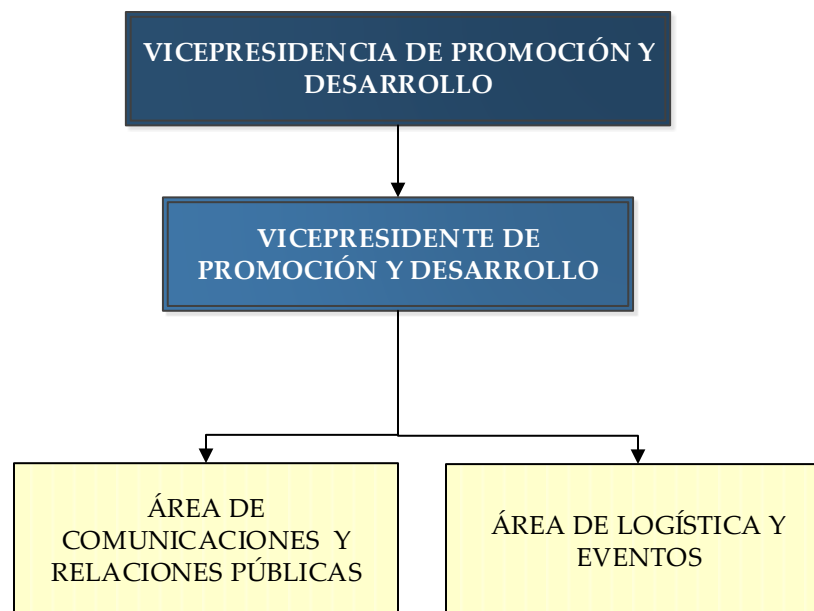 VICEPRESIDENCIA DE PROMOCIÓN Y
DESARROLLO
VICEPRESIDENTE DE
PROMOCIÓN Y DESARROLLO
ÁREA DE
COMUNICACIONES Y
RELACIONES PÚBLICAS
ÁREA DE LOGÍSTICA Y
EVENTOS